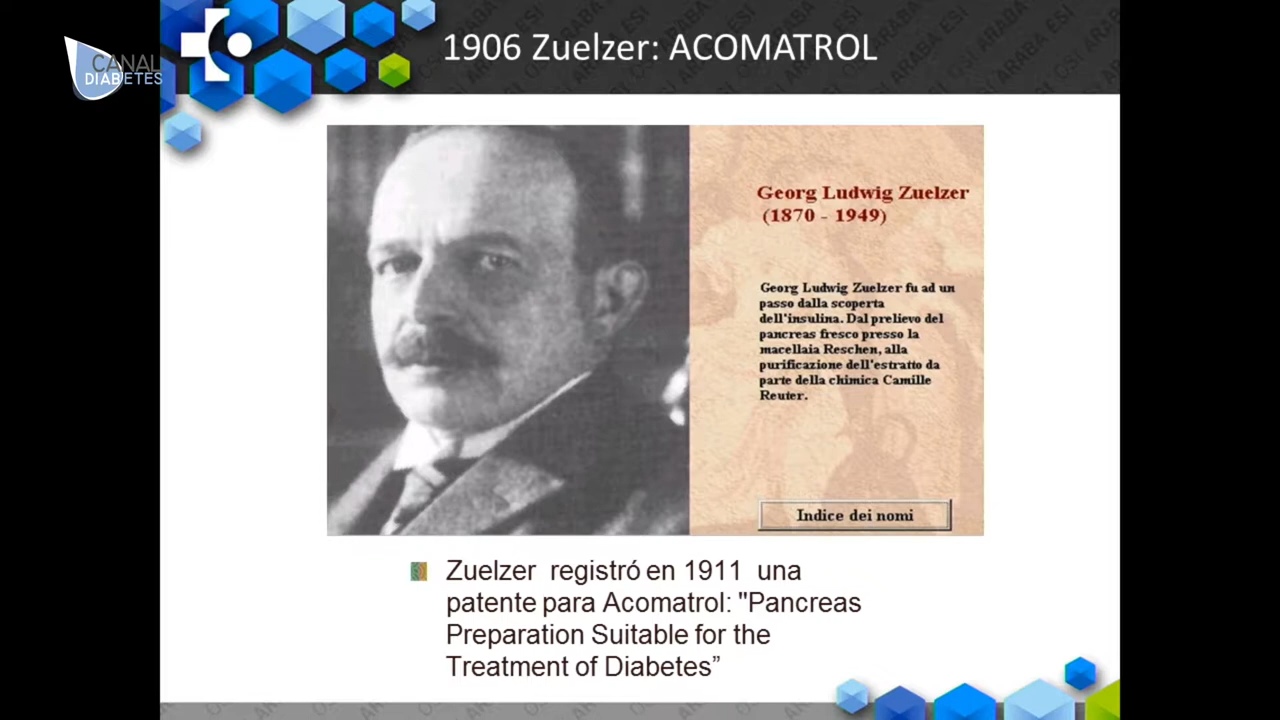 CANAL
DIABETES
1906 Zuelzer: ACOMATROL
Georg Ludwig Zuelzer
(1870 - 1949)
Georg Ludwig Zuelzer fu ad un
passo dalla scoperta
dell'insulina. Dal prelievo del
pancreas fresco presso la
macellaia Reschen, alla
purificazione dell'estratto da
parte della chimica Camille
Reuter.
Indice dei nomi
Zuelzer registró en 1911 una
patente para Acomatrol: "Pancreas
Preparation Suitable for the
Treatment of Diabetes”